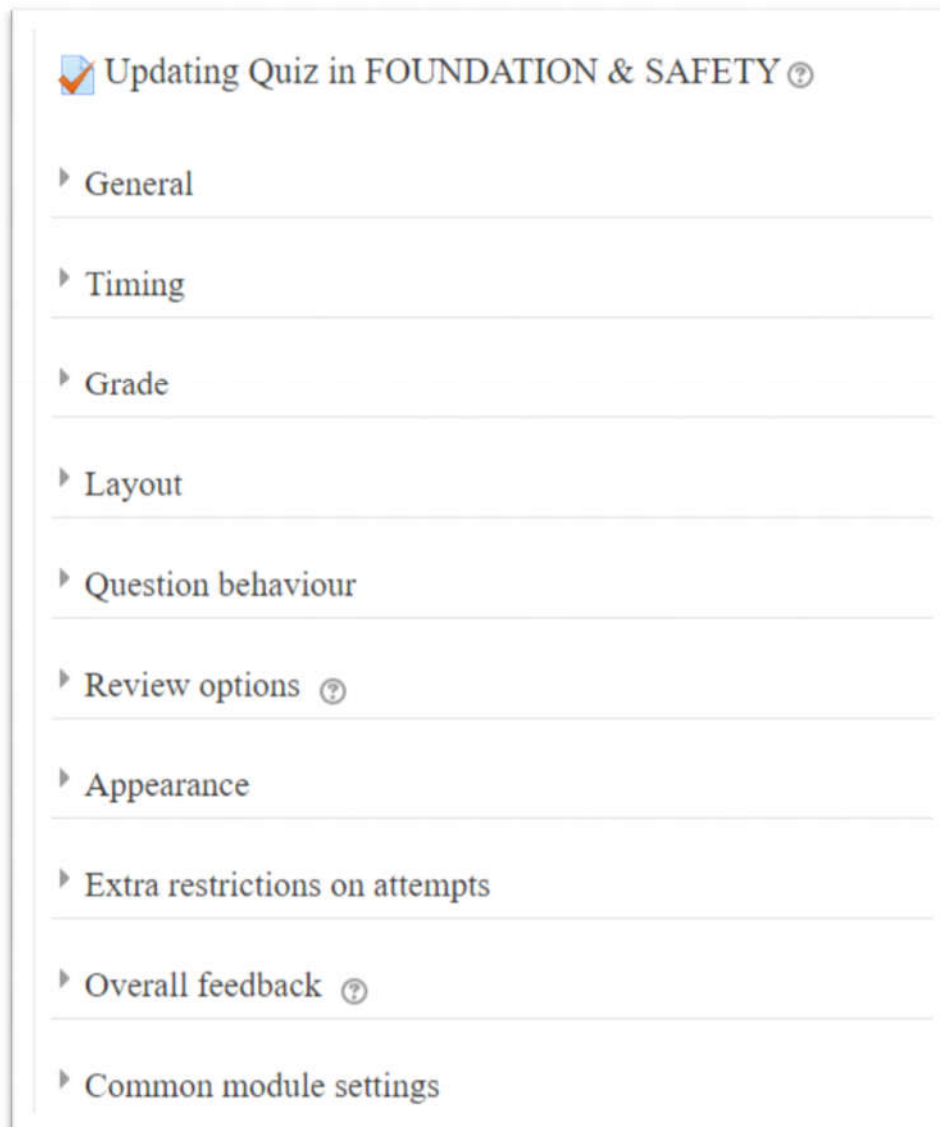 Updating Quiz in FOUNDATION & SAFETY
General
Timing
Grade
Layout
Question behaviour
Review options
Appearance
Extra restrictions on attempts
Overall feedback
Common module settings